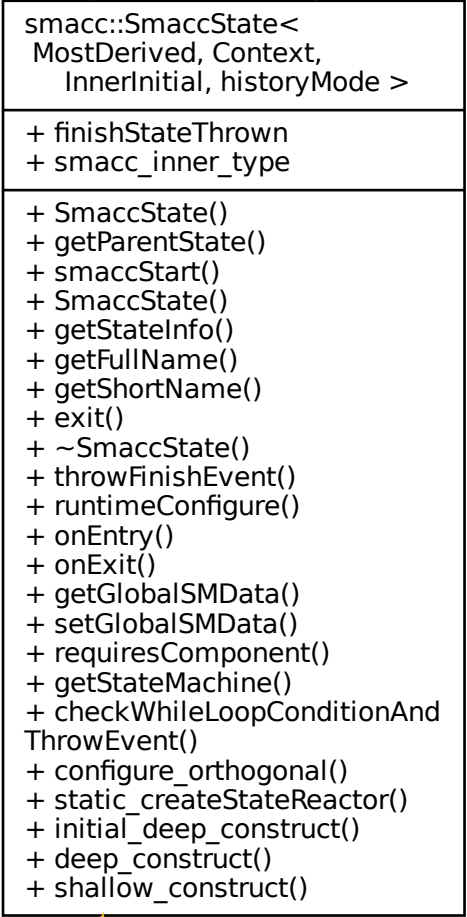 smacc::SmaccState<
MostDerived, Context,
InnerInitial, historyMode >
+ finishStateThrown
+ smacc_inner_type
+ SmaccState()
+ getParentState()
+ smaccStart()
+ SmaccState()
+ getStateInfo()
+ getFullName()
+ getShortName()
+ exit()
+ ~SmaccState()
+ throwFinishEvent()
+ runtimeConfigure()
+ onEntry()
+ onExit()
+ getGlobalSMData()
+ setGlobalSMData()
+ requiresComponent()
+ getStateMachine()
+ checkWhileLoopConditionAnd
ThrowEvent()
+ configure_orthogonal()
+ static_createStateReactor()
+ initial_deep_construct()
+ deep_construct()
+ shallow_construct()